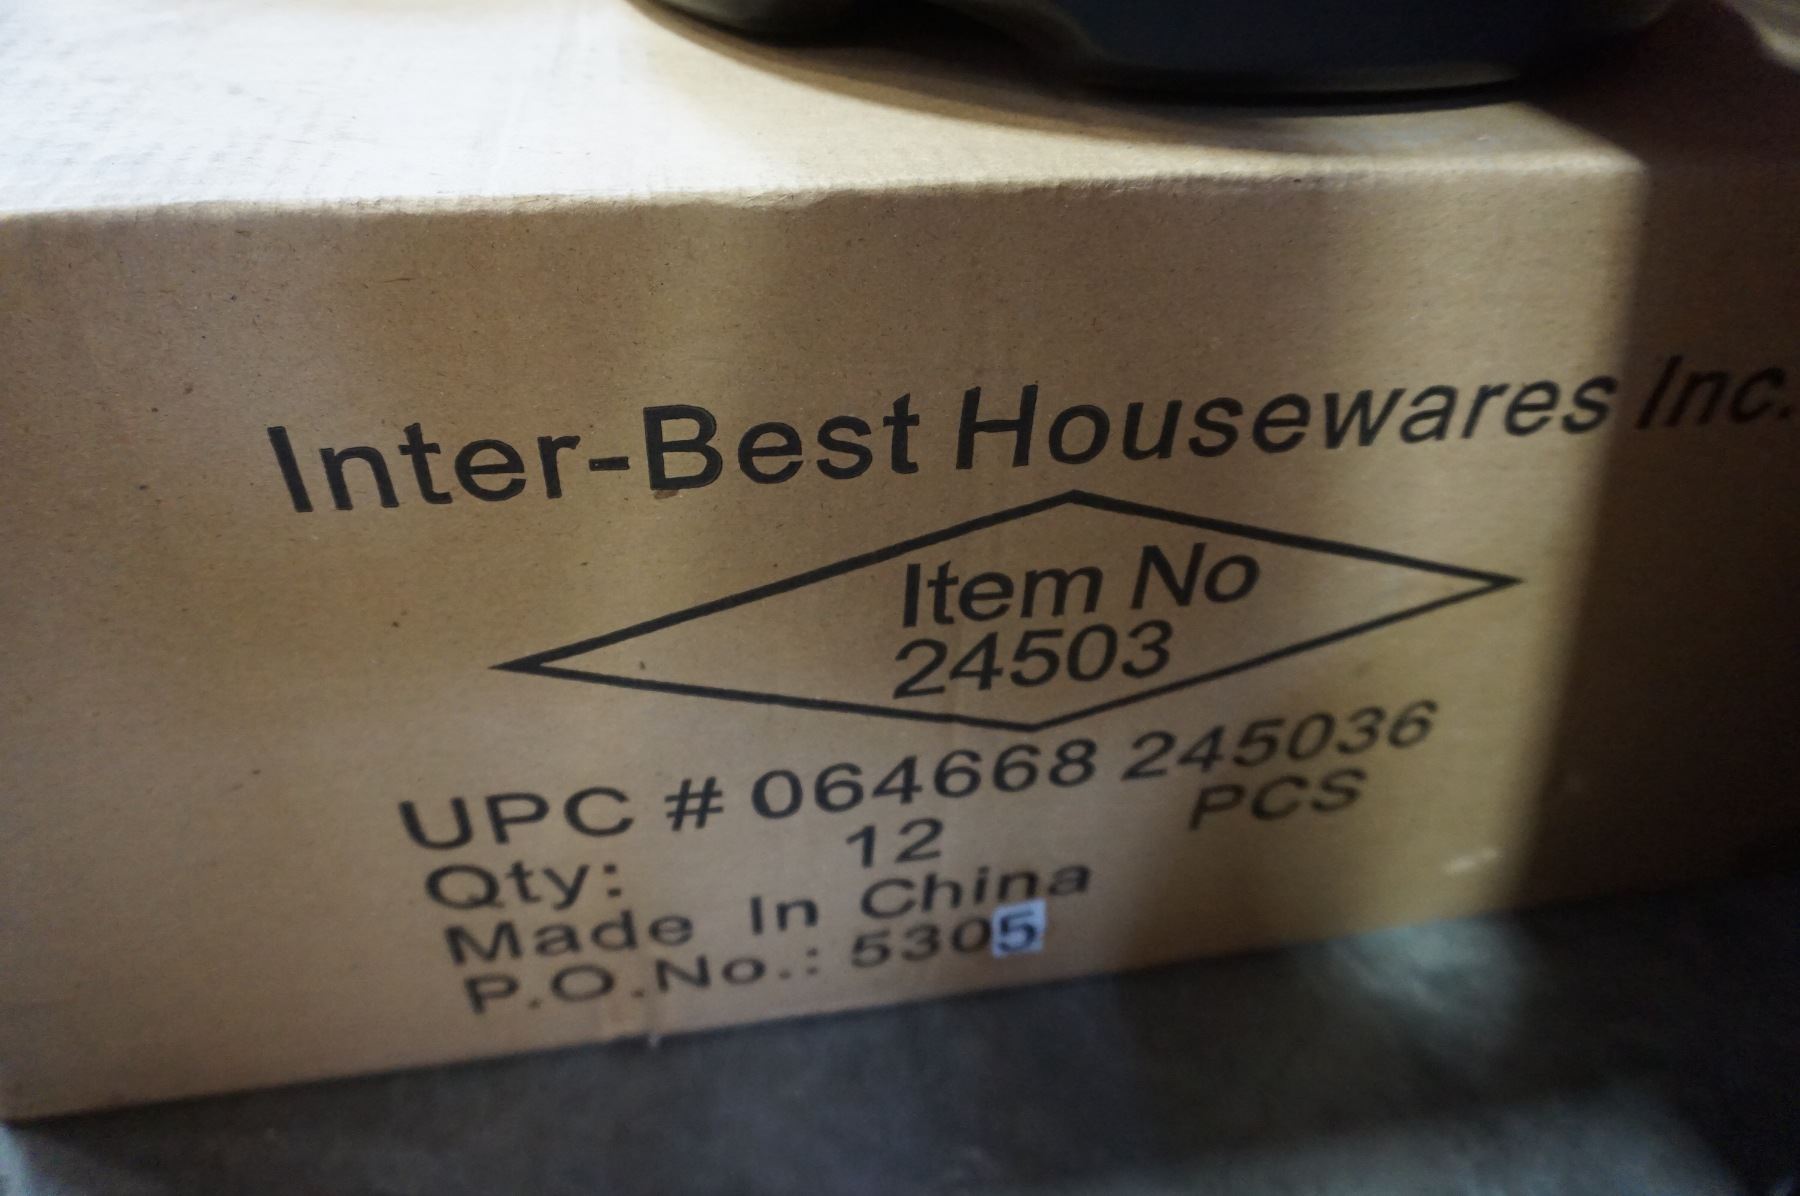 Inter-Best Housewares Inc.
Item No
24503
UPC # 064668 245036
Qty: 12 PCS
Made In China
P.O.No.: 5305